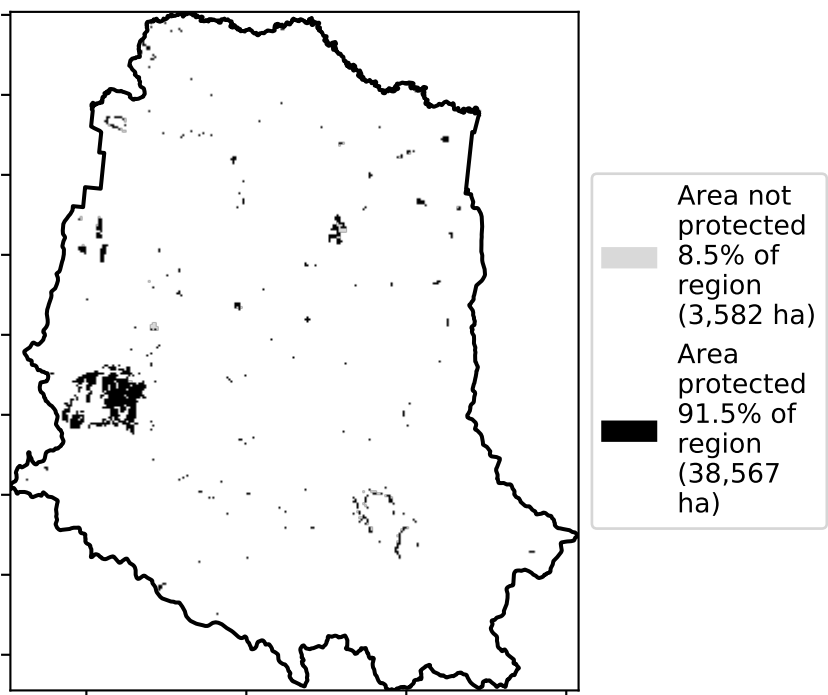 Area not
protected
8.5% of
region
(3,582 ha)
Area
protected
91.5% of
region
(38,567
ha)